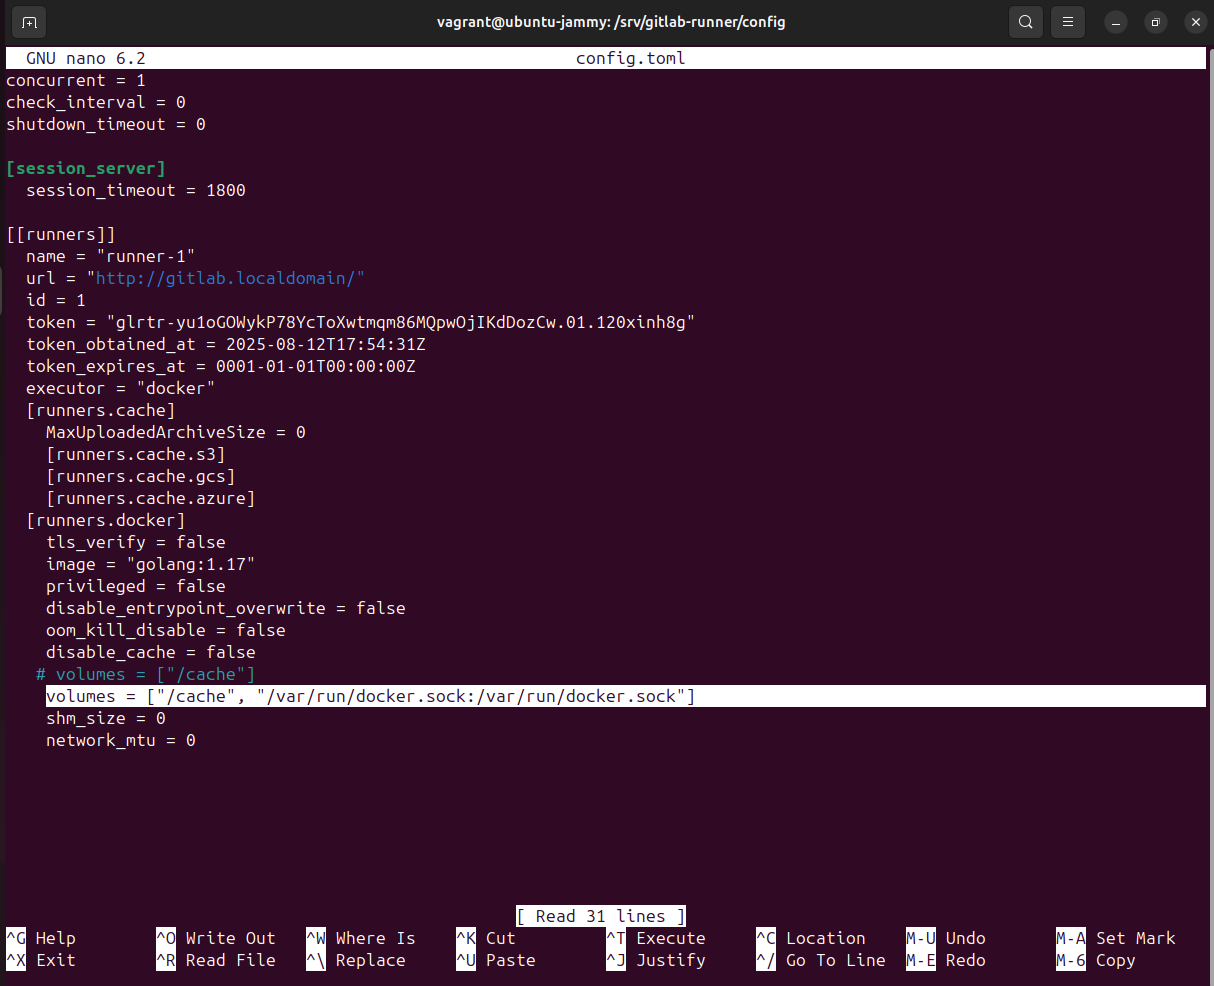 vagrant@ubuntu-jammy: /srv/gitlab-runner/config
GNU nano 6.2 config.toml
concurrent = 1
check_interval = 0
shutdown_timeout = 0

[session_server]
  session_timeout = 1800

[[runners]]
  name = "runner-1"
  url = "http://gitlab.localdomain/"
  id = 1
  token = "glrtr-yu1oGOWykP78YcToXwtmqm86MQpwOjIKdDozCw.01.120xinh8g"
  token_obtained_at = 2025-08-12T17:54:31Z
  token_expires_at = 0001-01-01T00:00:00Z
  executor = "docker"
  [runners.cache]
    MaxUploadedArchiveSize = 0
    [runners.cache.s3]
    [runners.cache.gcs]
    [runners.cache.azure]
  [runners.docker]
    tls_verify = false
    image = "golang:1.17"
    privileged = false
    disable_entrypoint_overwrite = false
    oom_kill_disable = false
    disable_cache = false
   # volumes = ["/cache"]
    volumes = ["/cache", "/var/run/docker.sock:/var/run/docker.sock"]
    shm_size = 0
    network_mtu = 0
[ Read 31 lines ]
^G Help ^O Write Out ^W Where Is ^K Cut ^T Execute ^C Location M-U Undo M-A Set Mark
^X Exit ^R Read File ^\ Replace ^U Paste ^J Justify ^/ Go To Line M-E Redo M-6 Copy